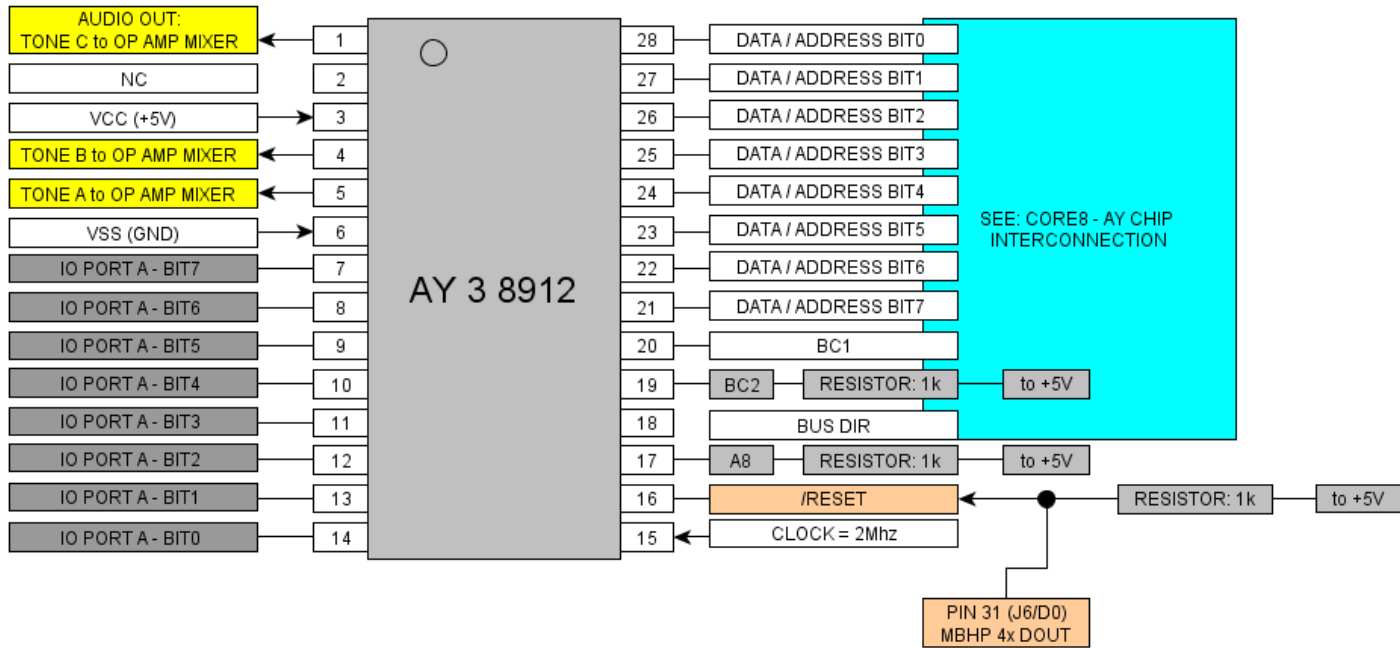 AUDIO OUT:
TONE C to OP AMP MIXER
1
28
DATA / ADDRESS BIT0
NC
2
27
DATA / ADDRESS BIT1
VCC (+5V)
3
26
DATA / ADDRESS BIT2
TONE B to OP AMP MIXER
4
25
DATA / ADDRESS BIT3
TONE A to OP AMP MIXER
5
24
DATA / ADDRESS BIT4
VSS (GND)
6
23
DATA / ADDRESS BIT5
SEE: CORE8 - AY CHIP
INTERCONNECTION
IO PORT A - BIT7
7
22
DATA / ADDRESS BIT6
AY 3 8912
IO PORT A - BIT6
8
21
DATA / ADDRESS BIT7
IO PORT A - BIT5
9
20
BC1
IO PORT A - BIT4
10
19
BC2
RESISTOR: 1k
to +5V
IO PORT A - BIT3
11
18
BUS DIR
IO PORT A - BIT2
12
17
A8
RESISTOR: 1k
to +5V
IO PORT A - BIT1
13
16
/RESET
RESISTOR: 1k
to +5V
IO PORT A - BIT0
14
15
CLOCK = 2Mhz
PIN 31 (J6/D0)
MBHP 4x DOUT